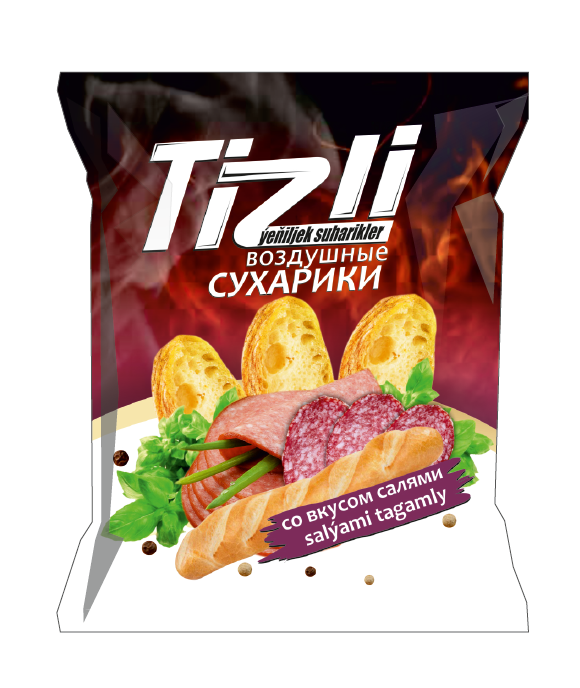 Tizli
yeňiljek suharikler
воздушные
СУХАРИКИ
со вкусом салями
salýami tagamly